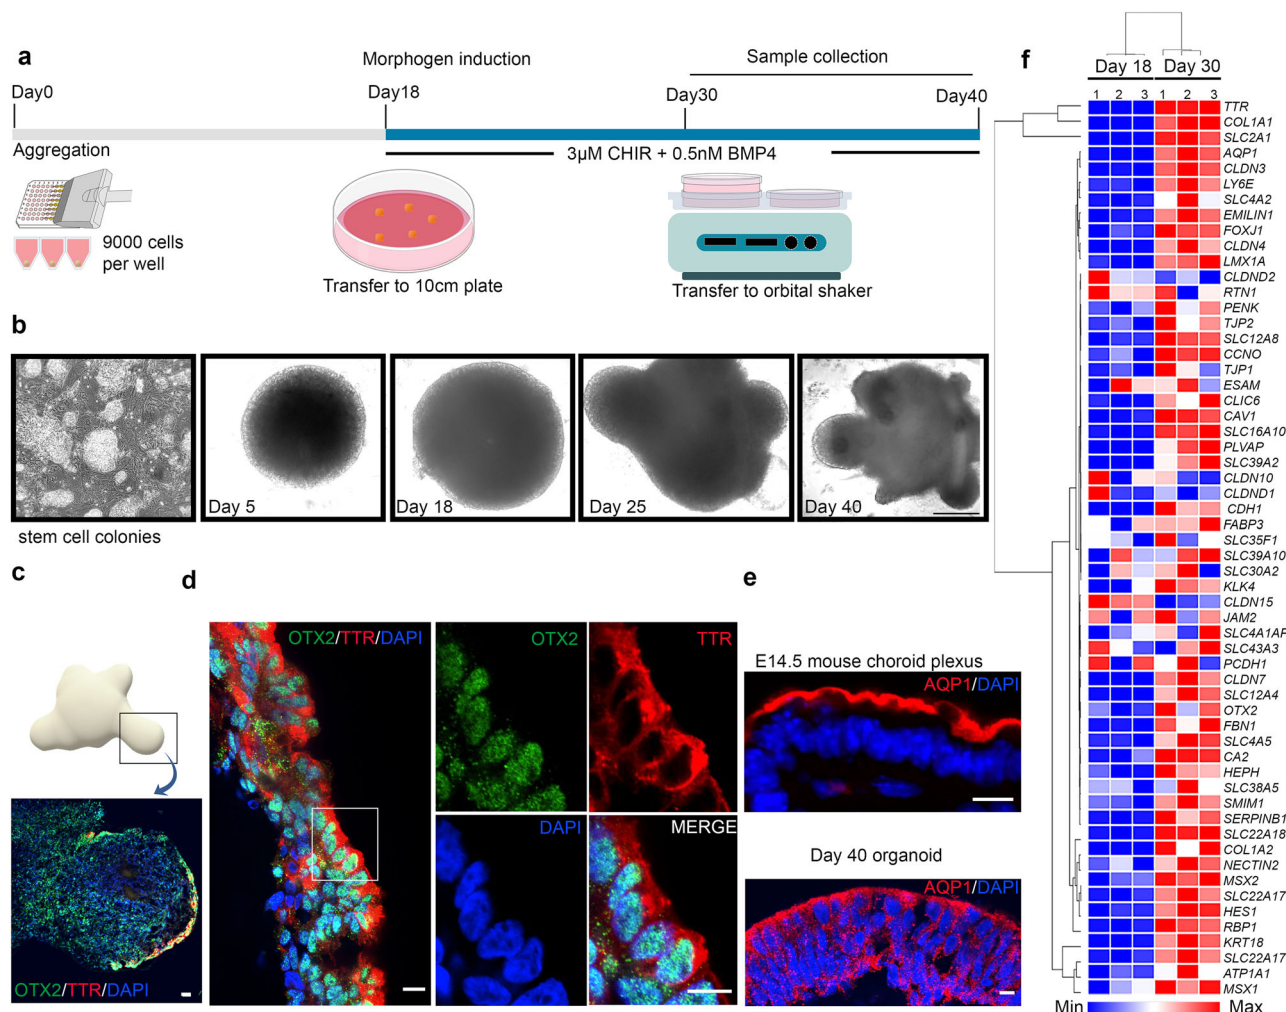 a
Morphogen induction
Sample collection
Day0
Day18
Day30
Day40
Aggregation
3µM CHIR + 0.5nM BMP4
9000 cells
per well
Transfer to 10cm plate
Transfer to orbital shaker
b
Day 5
Day 18
Day 25
Day 40
stem cell colonies
c
OTX2/TTR/DAPI
d
OTX2/TTR/DAPI
OTX2
TTR
DAPI
MERGE
e
E14.5 mouse choroid plexus
AQP1/DAPI
Day 40 organoid
AQP1/DAPI
f
Day 18 Day 30
1 2 3 1 2 3
TTR
COL1A1
SLC2A1
AQP1
CLDN3
LY6E
SLC4A2
EMILIN1
FOXJ1
CLDN4
LMX1A
CLDND2
RTN1
PENK
TJP2
SLC12A8
CCNO
TJP1
ESAM
CLIC6
CAV1
SLC16A10
PLVAP
SLC39A2
CLDN10
CLDND1
CDH1
FABP3
SLC35F1
SLC39A10
SLC30A2
KLK4
CLDN15
JAM2
SLC4A1AP
SLC43A3
PCDH1
CLDN7
SLC12A4
OTX2
FBN1
SLC4A5
CA2
HEPH
SLC38A5
SMIM1
SERPINB1
SLC22A18
COL1A2
NECTIN2
MSX2
SLC22A17
HES1
RBP1
KRT18
SLC22A17
ATP1A1
MSX1
Min Max